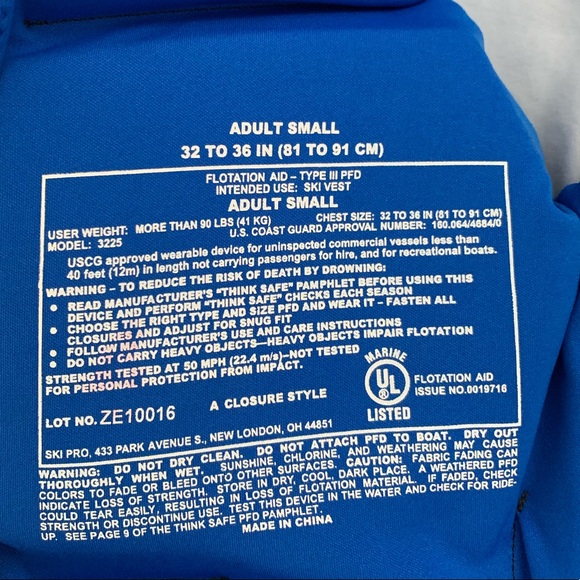 ADULT SMALL
32 TO 36 IN (81 TO 91 CM)
FLOTATION AID – TYPE III PFD
INTENDED USE: SKI VEST
ADULT SMALL
USER WEIGHT: MORE THAN 90 LBS (41 KG) CHEST SIZE: 32 TO 36 IN (81 TO 91 CM)
MODEL: 3225 U.S. COAST GUARD APPROVAL NUMBER: 160.064/4684/0
USCG approved wearable device for uninspected commercial vessels less than
40 feet (12m) in length not carrying passengers for hire, and for recreational boats.
WARNING – TO REDUCE THE RISK OF DEATH BY DROWNING:
• READ MANUFACTURER'S "THINK SAFE" PAMPHLET BEFORE USING THIS
DEVICE AND PERFORM "THINK SAFE" CHECKS EACH SEASON
• CHOOSE THE RIGHT TYPE AND SIZE PFD AND WEAR IT – FASTEN ALL
CLOSURES AND ADJUST FOR SNUG FIT
• FOLLOW MANUFACTURER'S USE AND CARE INSTRUCTIONS
• DO NOT CARRY HEAVY OBJECTS—HEAVY OBJECTS IMPAIR FLOTATION
STRENGTH TESTED AT 50 MPH (22.4 m/s)–NOT TESTED
FOR PERSONAL PROTECTION FROM IMPACT.
MARINE
UL
LISTED
FLOTATION AID
ISSUE NO.0019716
A CLOSURE STYLE
LOT NO. ZE10016
SKI PRO, 433 PARK AVENUE S., NEW LONDON, OH 44851
WARNING: DO NOT DRY CLEAN. DO NOT ATTACH PFD TO BOAT. DRY OUT
THOROUGHLY WHEN WET. SUNSHINE, CHLORINE, AND WEATHERING MAY CAUSE
COLORS TO FADE OR BLEED ONTO OTHER SURFACES. CAUTION: FABRIC FADING CAN
INDICATE LOSS OF STRENGTH. STORE IN DRY, COOL, DARK PLACE. A WEATHERED PFD
COULD TEAR EASILY, RESULTING IN LOSS OF FLOTATION MATERIAL. IF FADED, CHECK
STRENGTH OR DISCONTINUE USE. TEST THIS DEVICE IN THE WATER AND CHECK FOR RIDE-
UP. SEE PAGE 9 OF THE THINK SAFE PFD PAMPHLET.
MADE IN CHINA